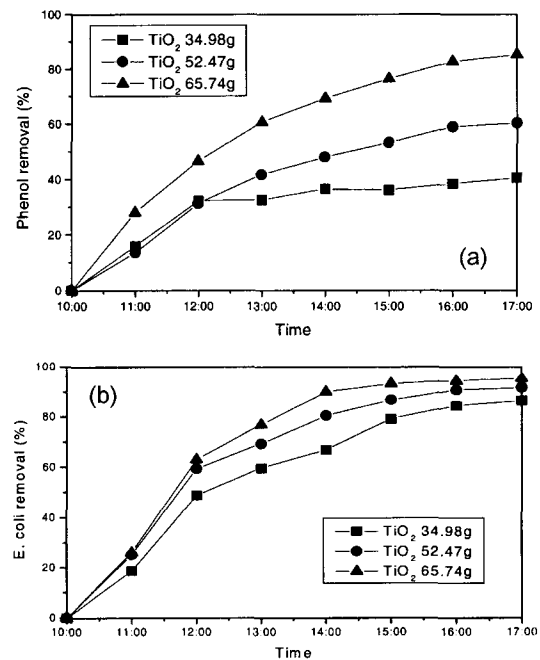 100
80
60
40
20
0
Phenol removal (%)
TiO2 34.98g
TiO2 52.47g
TiO2 65.74g
(a)
10:00 11:00 12:00 13:00 14:00 15:00 16:00 17:00
Time
100
80
60
40
20
0
E. coli removal (%)
(b)
TiO2 34.98g
TiO2 52.47g
TiO2 65.74g
10:00 11:00 12:00 13:00 14:00 15:00 16:00 17:00
Time